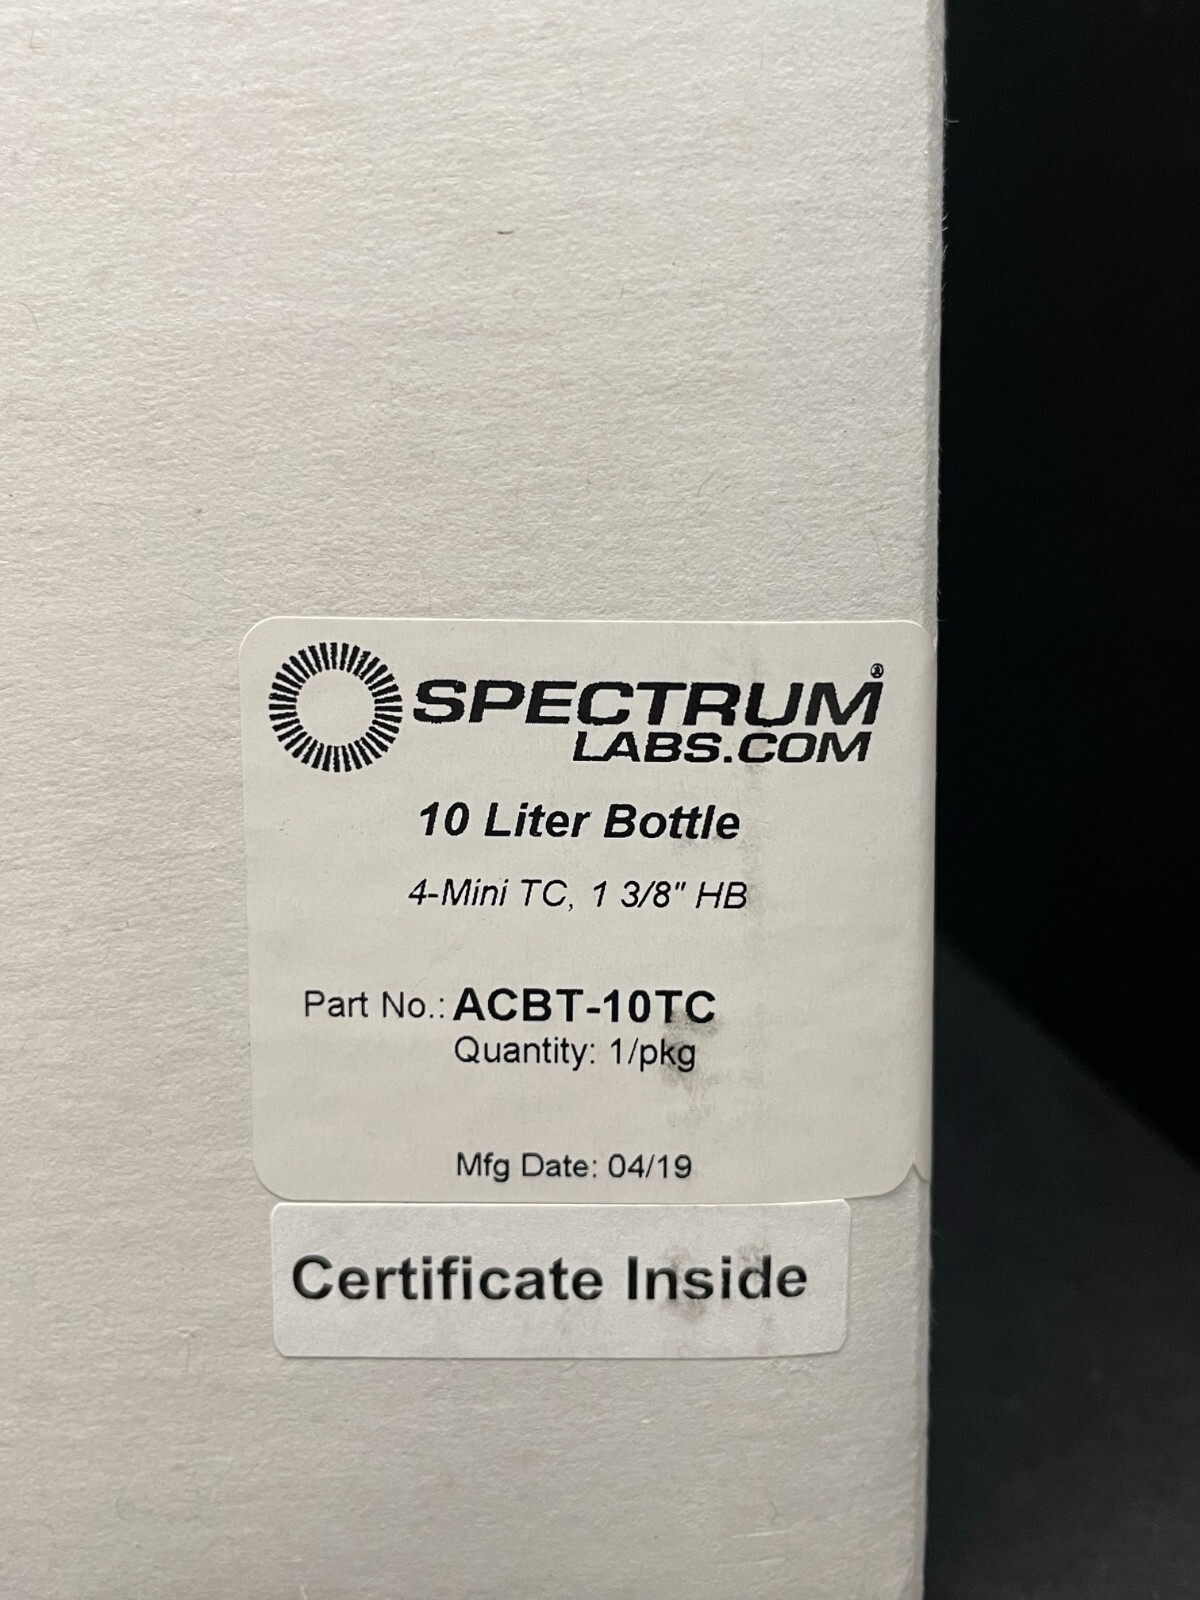 SPECTRUM®
LABS.COM
10 Liter Bottle
4-Mini TC, 1 3/8" HB
Part No.: ACBT-10TC
Quantity: 1/pkg
Mfg Date: 04/19
Certificate Inside